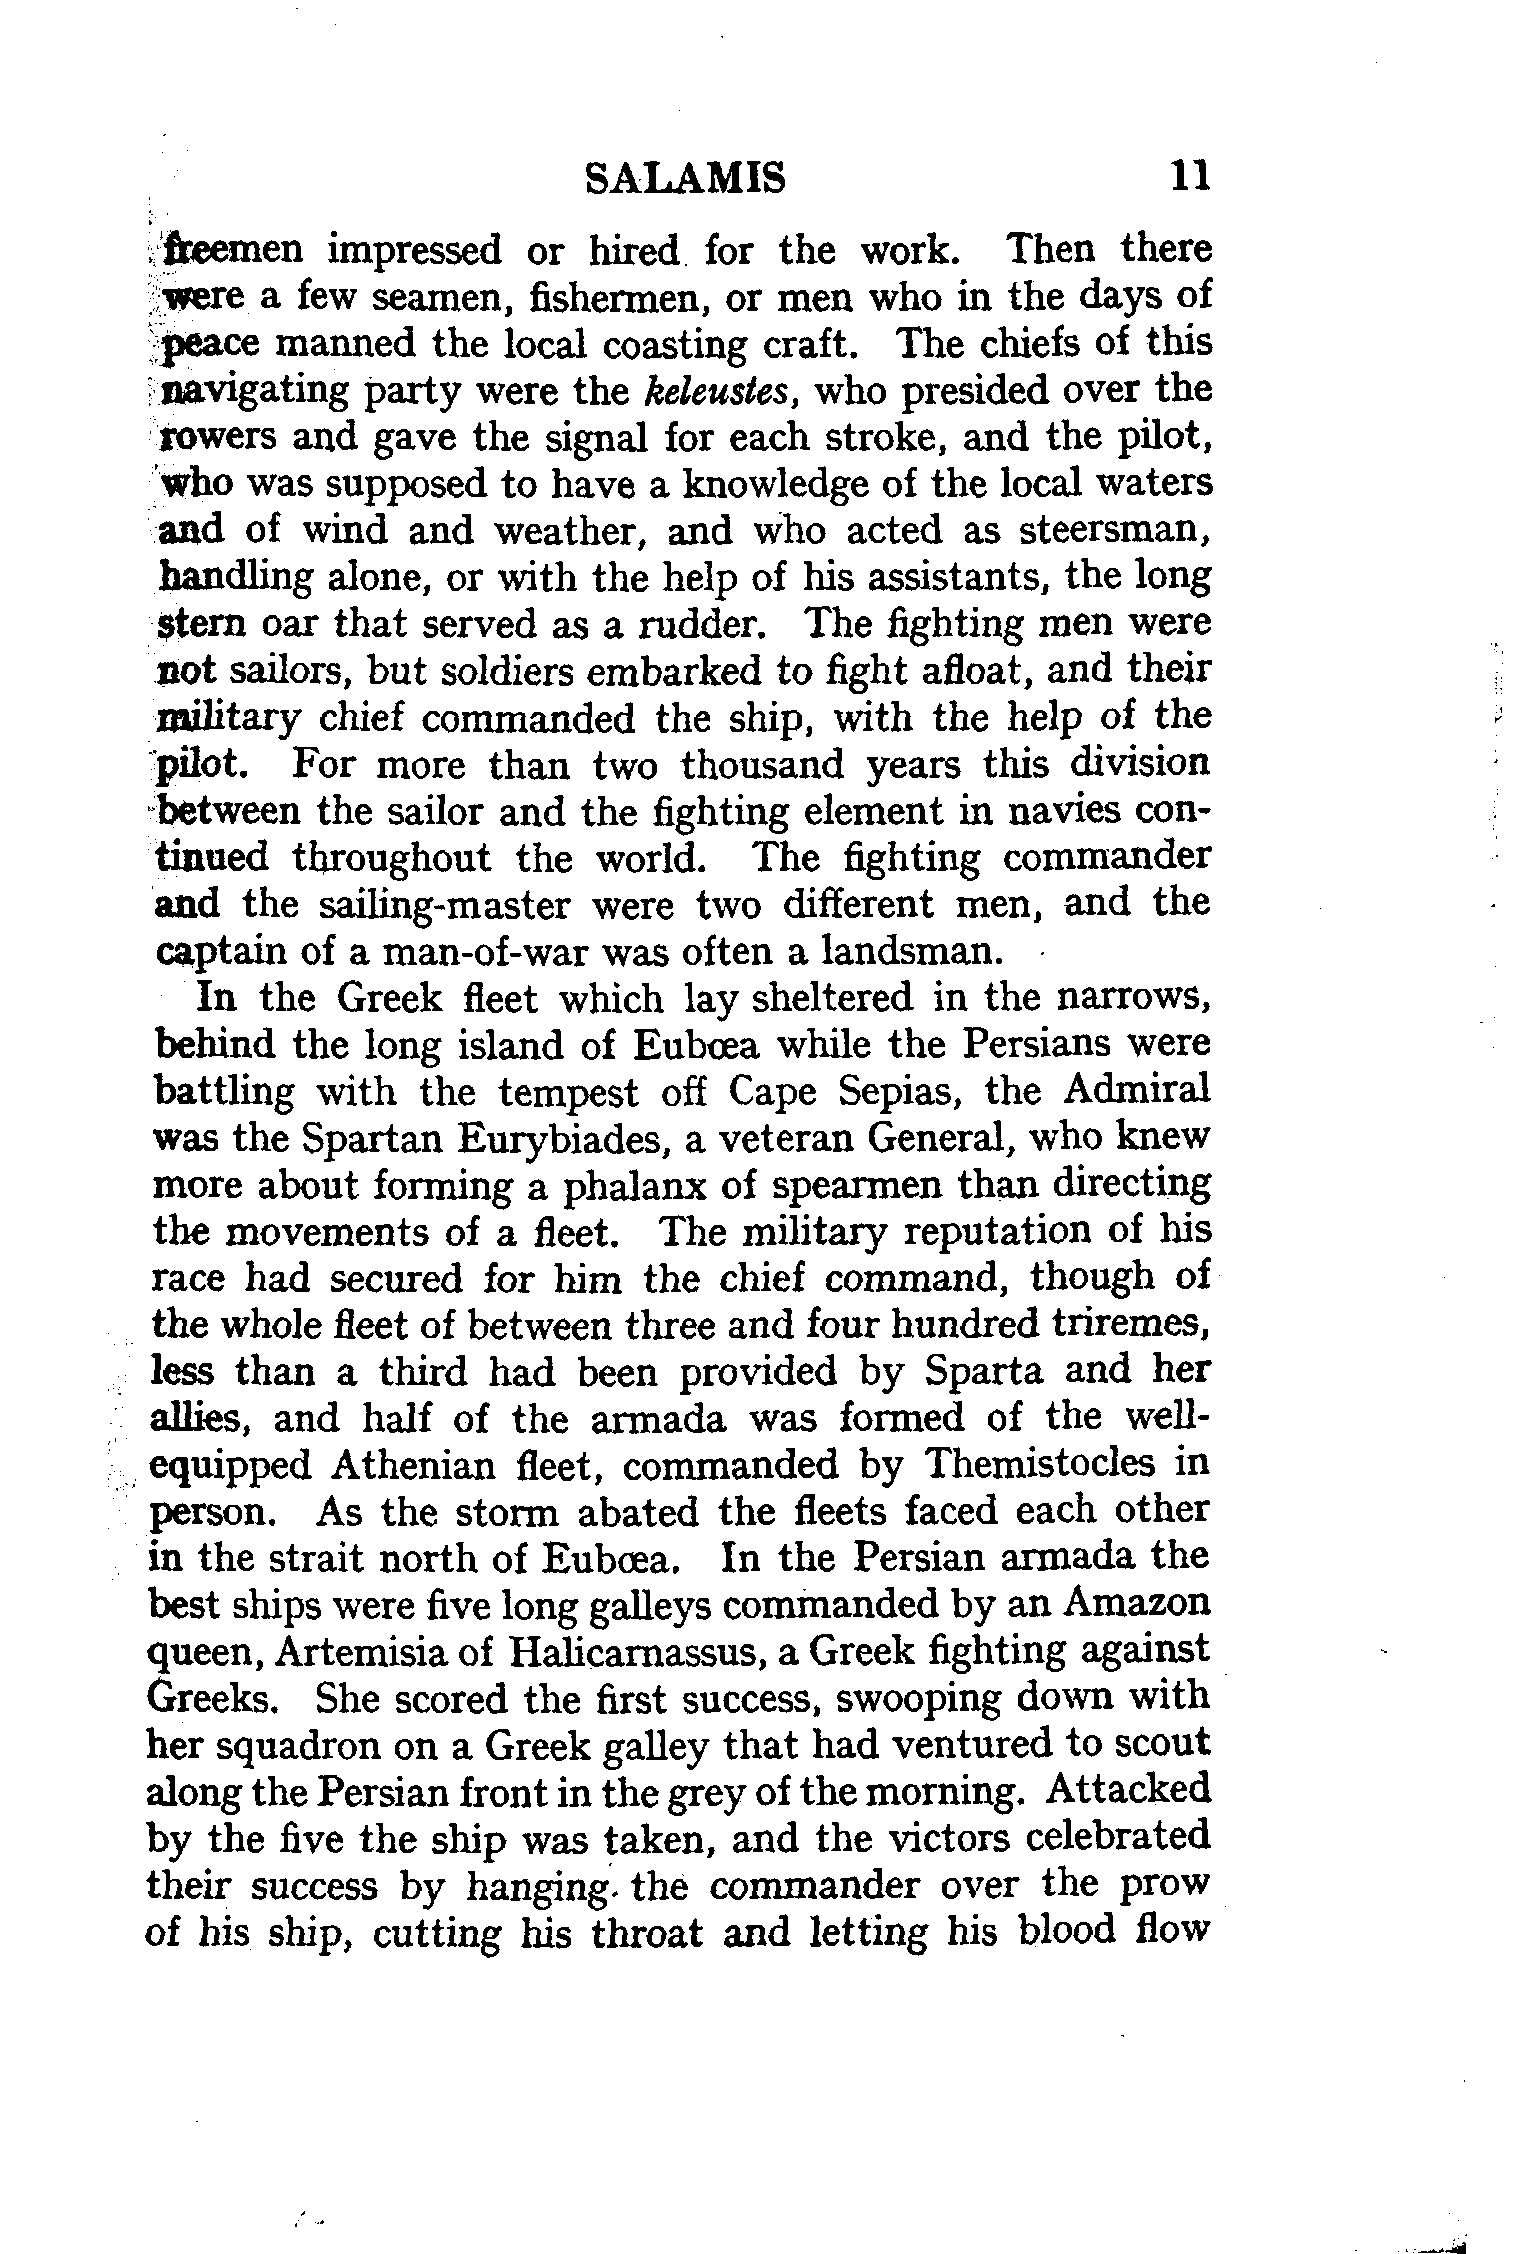 SALAMIS 11
freemen impressed or hired for the work. Then there
were a few seamen, fishermen, or men who in the days of
peace manned the local coasting craft. The chiefs of this
navigating party were the keleustes, who presided over the
rowers and gave the signal for each stroke, and the pilot,
who was supposed to have a knowledge of the local waters
and of wind and weather, and who acted as steersman,
handling alone, or with the help of his assistants, the long
stern oar that served as a rudder. The fighting men were
not sailors, but soldiers embarked to fight afloat, and their
military chief commanded the ship, with the help of the
pilot. For more than two thousand years this division
between the sailor and the fighting element in navies con-
tinued throughout the world. The fighting commander
and the sailing-master were two different men, and the
captain of a man-of-war was often a landsman.
In the Greek fleet which lay sheltered in the narrows,
behind the long island of Eubœa while the Persians were
battling with the tempest off Cape Sepias, the Admiral
was the Spartan Eurybiades, a veteran General, who knew
more about forming a phalanx of spearmen than directing
the movements of a fleet. The military reputation of his
race had secured for him the chief command, though of
the whole fleet of between three and four hundred triremes,
less than a third had been provided by Sparta and her
allies, and half of the armada was formed of the well-
equipped Athenian fleet, commanded by Themistocles in
person. As the storm abated the fleets faced each other
in the strait north of Eubœa. In the Persian armada the
best ships were five long galleys commanded by an Amazon
queen, Artemisia of Halicarnassus, a Greek fighting against
Greeks. She scored the first success, swooping down with
her squadron on a Greek galley that had ventured to scout
along the Persian front in the grey of the morning. Attacked
by the five the ship was taken, and the victors celebrated
their success by hanging the commander over the prow
of his ship, cutting his throat and letting his blood flow